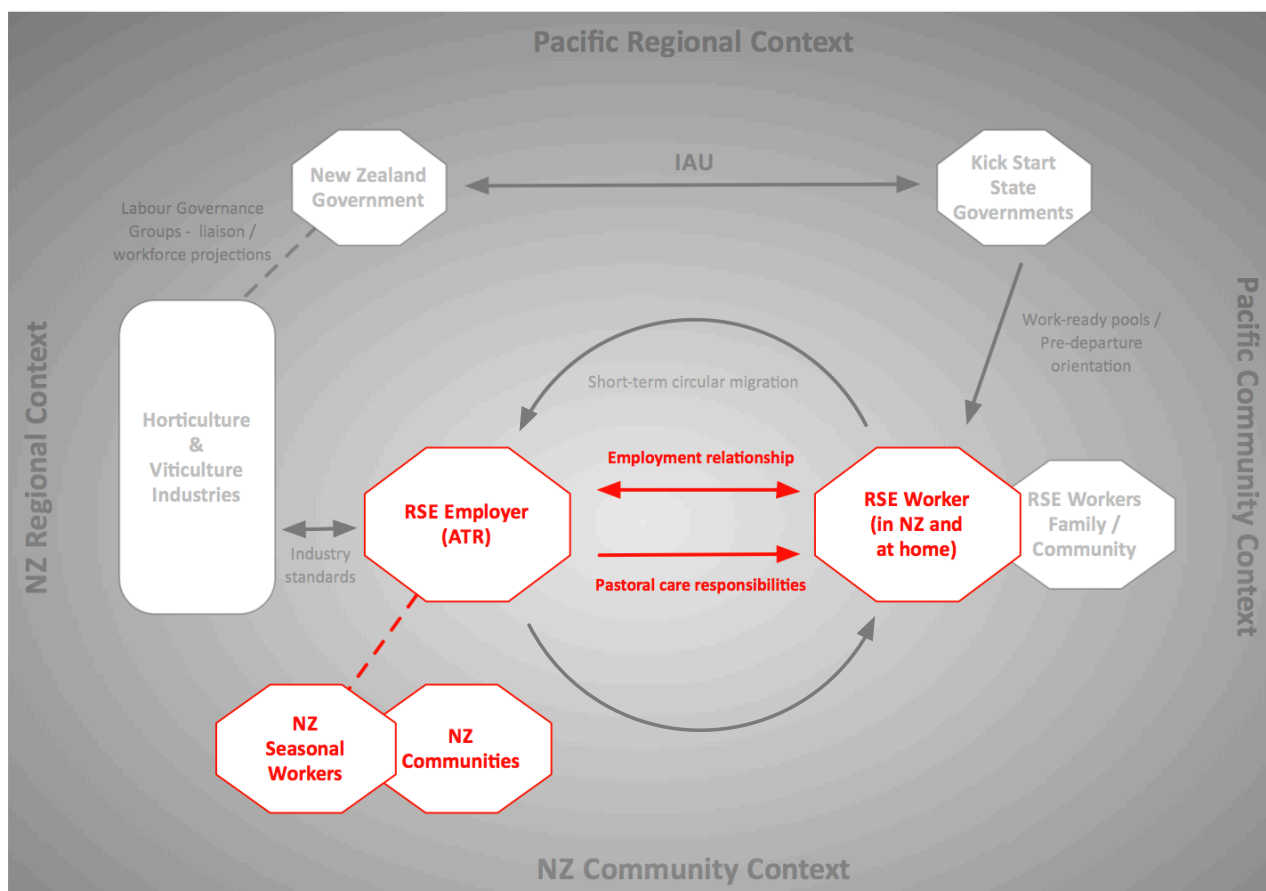 Pacific Regional Context
New Zealand
Government
IAU
Kick Start
State
Governments
Labour Governance
Groups - liaison /
workforce projections
NZ Regional Context
Pacific Community Context
Work-ready pools /
Pre-departure
orientation
Short-term circular migration
Horticulture
&
Viticulture
Industries
Employment relationship
RSE Employer
(ATR)
RSE Worker
(in NZ and
at home)
RSE Workers
Family /
Community
Industry
standards
Pastoral care responsibilities
NZ
Seasonal
Workers
NZ
Communities
NZ Community Context